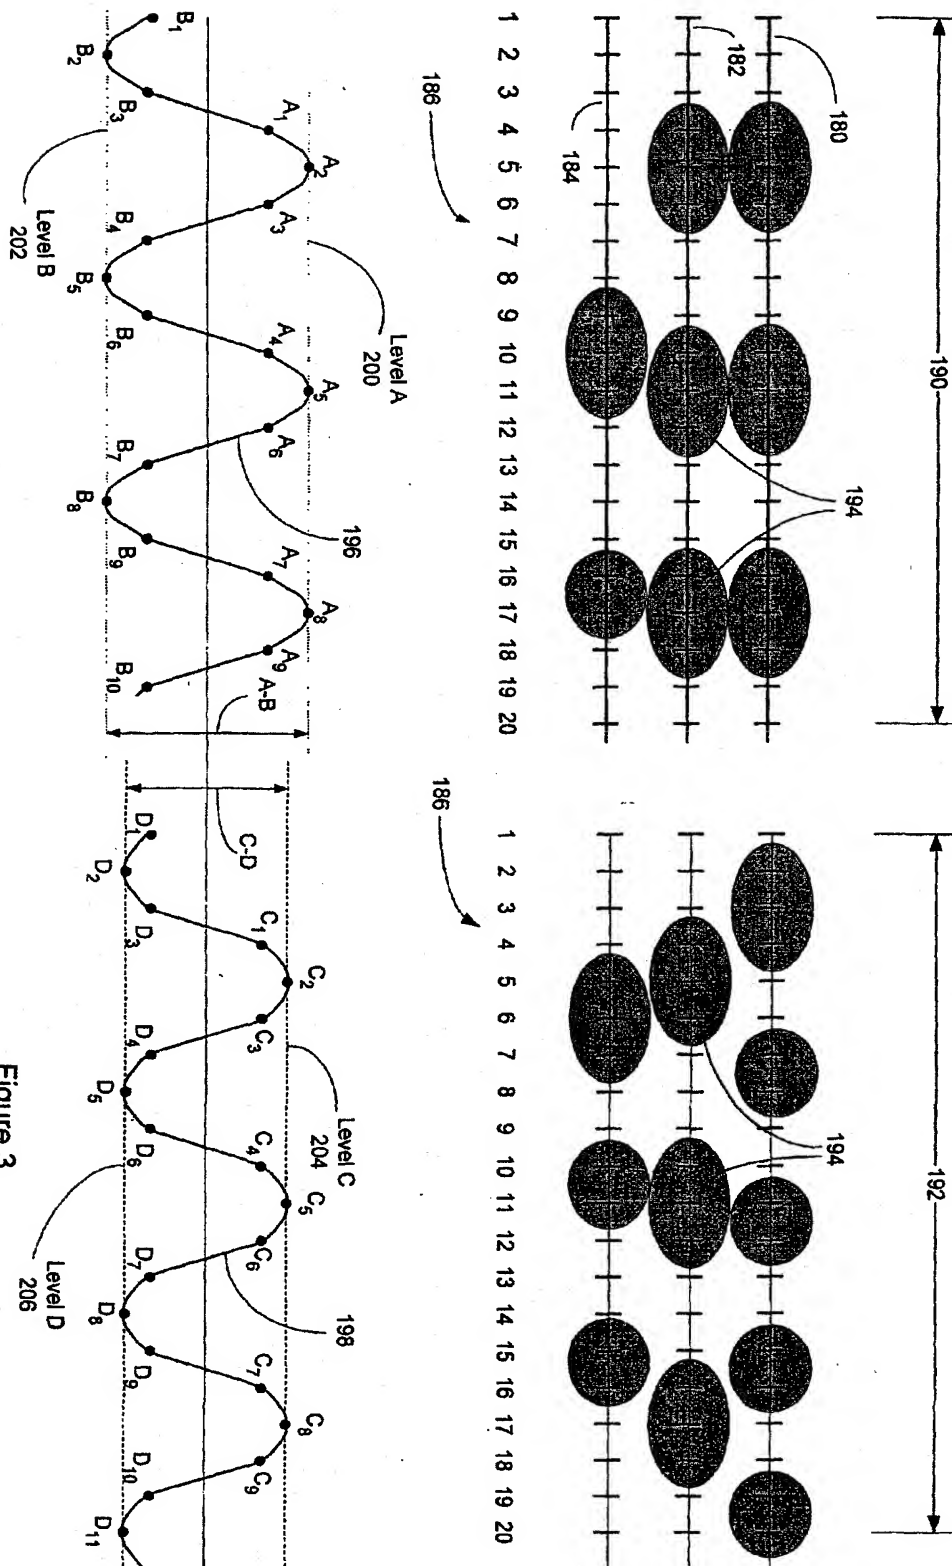 190
192
180
194
194
182
184
1 2 3 4 5 6 7 8 9 10 11 12 13 14 15 16 17 18 19 20
1 2 3 4 5 6 7 8 9 10 11 12 13 14 15 16 17 18 19 20
186
186
Level A
200
196
Level C
204
198
A₂ A₅ A₈
A₁ A₃ A₄ A₆ A₇ A₉
A-B
C-D
C₂ C₅ C₈
C₁ C₃ C₄ C₆ C₇ C₉
B₁ B₃ B₄ B₆ B₇ B₉ B₁₀
B₂ B₅ B₈
D₁ D₃ D₄ D₆ D₇ D₉ D₁₀
D₂ D₅ D₈ D₁₁
Level B
202
Level D
206
Figure 3